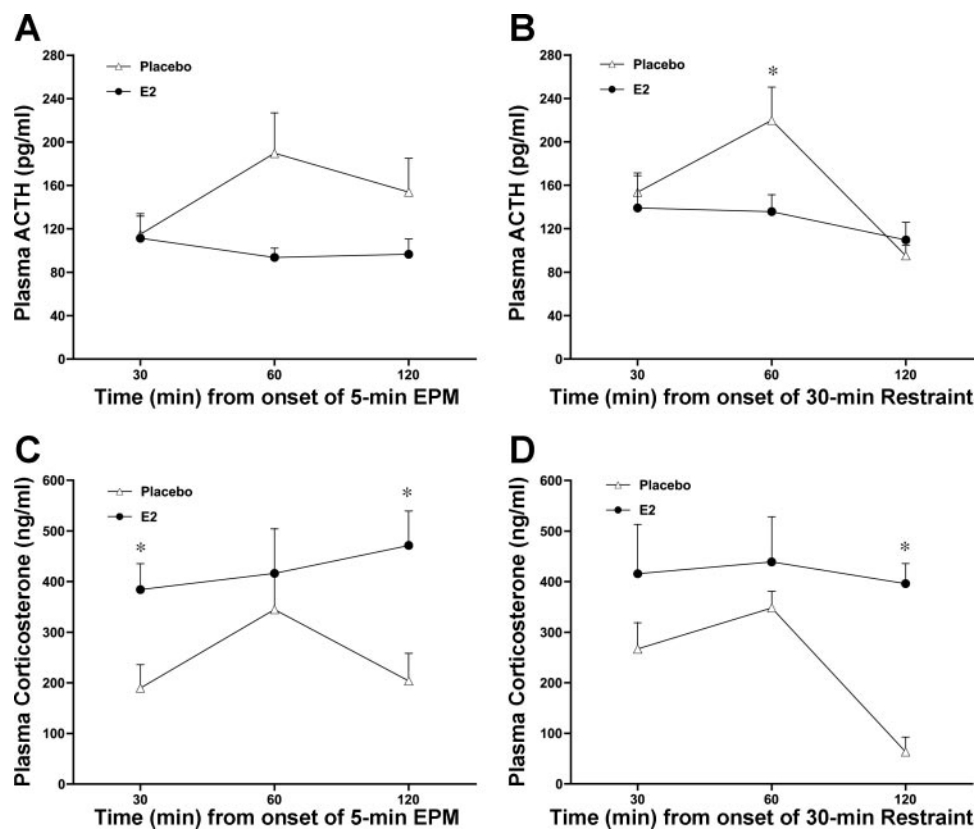 A
Plasma ACTH (pg/ml)
280
240
200
160
120
80
40
0
Placebo
E2
30
60
120
Time (min) from onset of 5-min EPM
B
Plasma ACTH (pg/ml)
280
240
200
160
120
80
40
0
Placebo
E2
*
30
60
120
Time (min) from onset of 30-min Restraint
C
Plasma Corticosterone (ng/ml)
600
500
400
300
200
100
0
Placebo
E2
*
*
30
60
120
Time (min) from onset of 5-min EPM
D
Plasma Corticosterone (ng/ml)
600
500
400
300
200
100
0
Placebo
E2
*
30
60
120
Time (min) from onset of 30-min Restraint